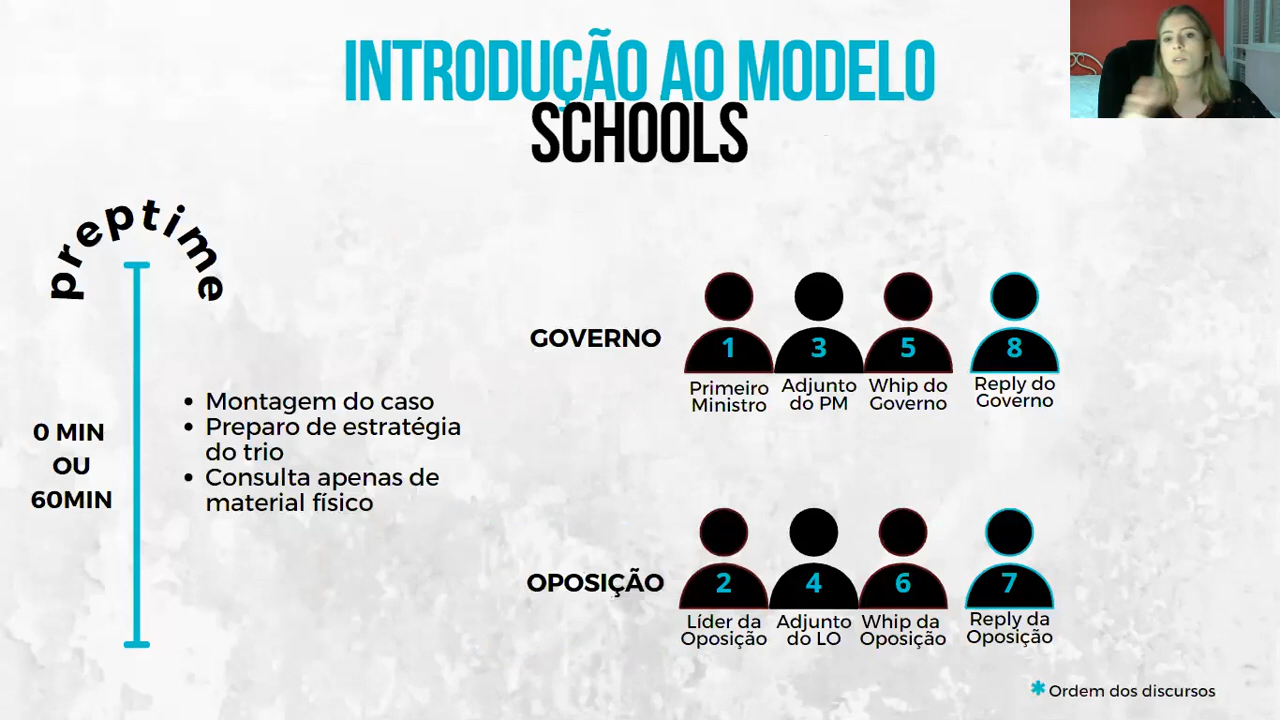 INTRODUÇÃO AO MODELO
SCHOOLS
preptime
0 MIN
OU
60MIN
• Montagem do caso
• Preparo de estratégia
do trio
• Consulta apenas de
material físico
GOVERNO
1 3 5 8
Primeiro Adjunto Whip do Reply do
Ministro do PM Governo Governo
OPOSIÇÃO
2 4 6 7
Líder da Adjunto Whip da Reply da
Oposição do LO Oposição Oposição
* Ordem dos discursos